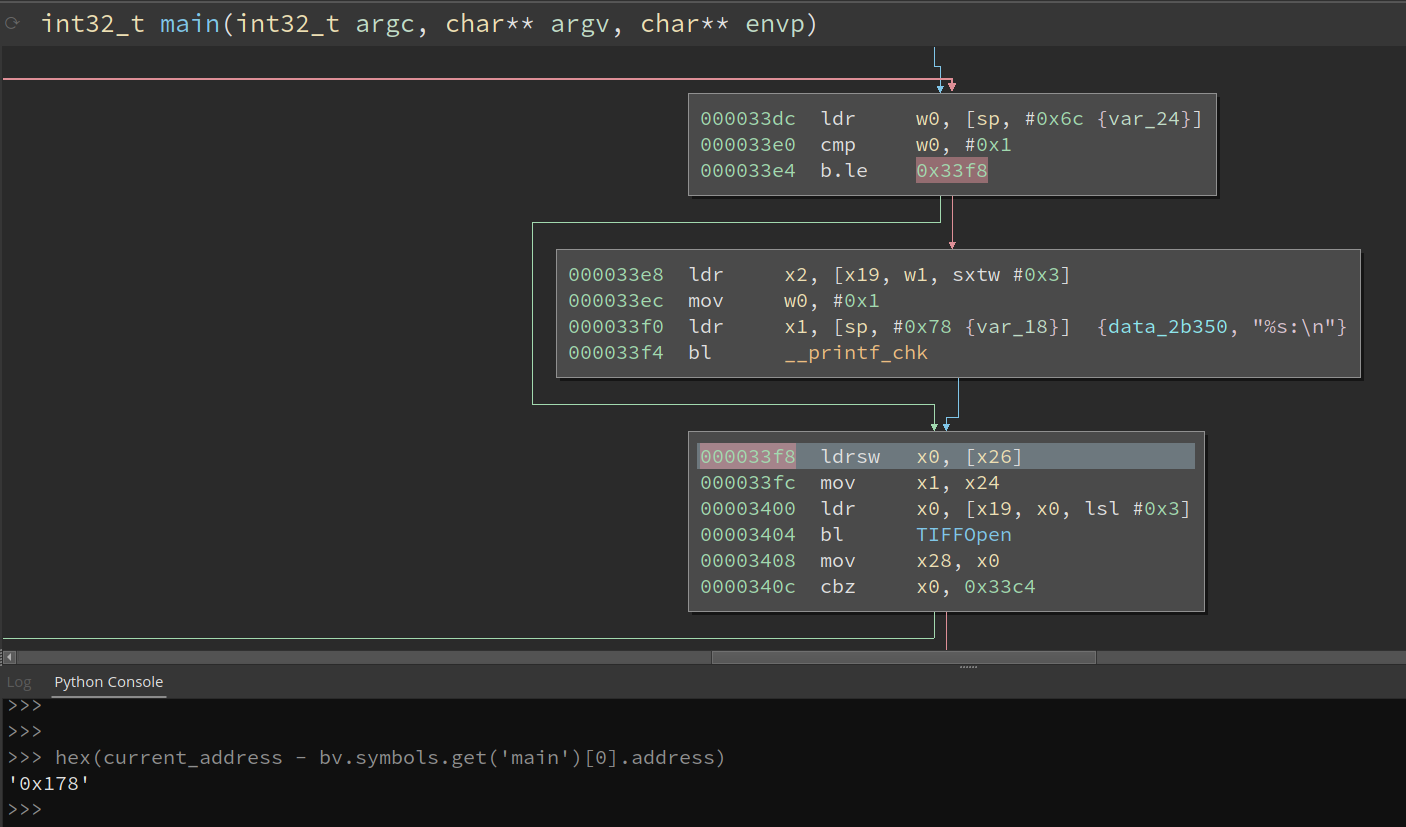 int32_t main(int32_t argc, char** argv, char** envp)
000033dc ldr w0, [sp, #0x6c {var_24}]
000033e0 cmp w0, #0x1
000033e4 b.le 0x33f8
000033e8 ldr x2, [x19, w1, sxtw #0x3]
000033ec mov w0, #0x1
000033f0 ldr x1, [sp, #0x78 {var_18}] {data_2b350, "%s:\n"}
000033f4 bl __printf_chk
000033f8 ldrsw x0, [x26]
000033fc mov x1, x24
00003400 ldr x0, [x19, x0, lsl #0x3]
00003404 bl TIFFOpen
00003408 mov x28, x0
0000340c cbz x0, 0x33c4
Log Python Console
>>>
>>>
>>> hex(current_address - bv.symbols.get('main')[0].address)
'0x178'
>>>